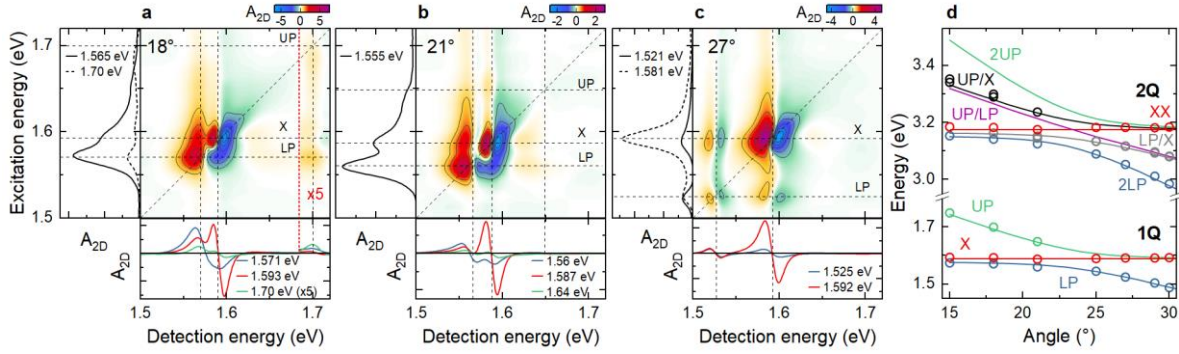 a
b
c
d
A2D
-5 0 5
A2D
-2 0 2
A2D
-4 0 4
Excitation energy (eV)
1.7
1.6
1.5
1.565 eV
1.70 eV
18°
UP
X
LP
x5
1.555 eV
21°
UP
X
LP
1.521 eV
1.581 eV
27°
X
LP
A2D
1.571 eV
1.593 eV
1.70 eV (x5)
A2D
1.56 eV
1.587 eV
1.64 eV
A2D
1.525 eV
1.592 eV
1.5 1.6 1.7
Detection energy (eV)
1.5 1.6 1.7
Detection energy (eV)
1.5 1.6 1.7
Detection energy (eV)
Energy (eV)
3.4
3.2
3.0
1.7
1.5
2UP
UP/X
2Q
UP/LP
XX
LP/X
2LP
UP
1Q
X
LP
15 20 25 30
Angle (°)